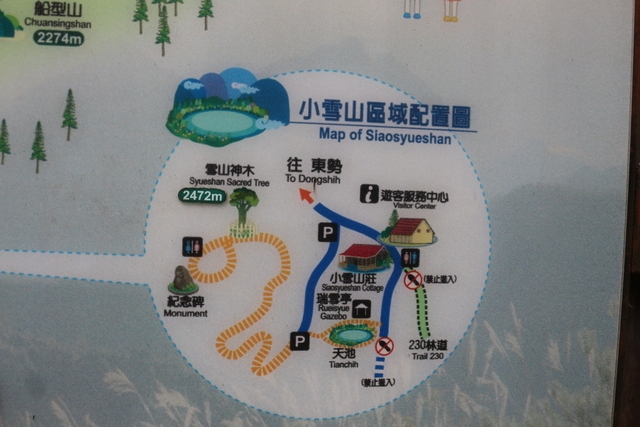 船型山
Chuansingshan
2274m
小雪山區域配置圖
Map of Siaosyueshan
雪山神木
Syueshan Sacred Tree
2472m
往 東勢
To Dongshih
i
遊客服務中心
Visitor Center
P
小雪山莊
Siaosyueshan Cottage
(禁止進入)
紀念碑
Monument
瑞雪亭
Rueisyue
Gazebo
P
天池
Tianchih
230林道
Trail 230
(禁止進入)